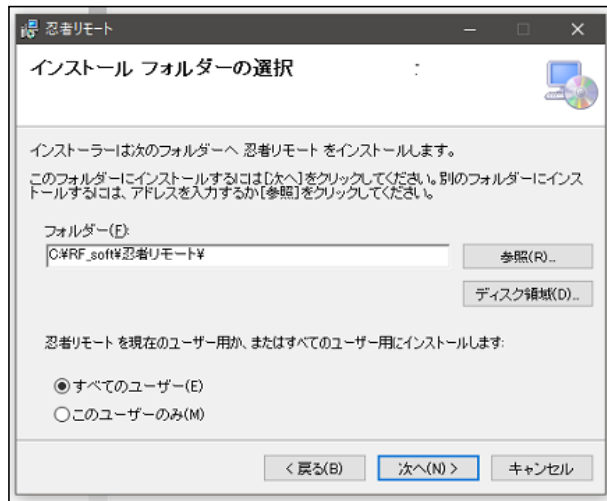 忍者リモート
インストール フォルダーの選択
インストーラーは次のフォルダーへ 忍者リモート をインストールします。
このフォルダーにインストールするには[次へ]をクリックしてください。別のフォルダーにインス
トールするには、アドレスを入力するか[参照]をクリックしてください。
フォルダー(F):
C:¥RF_soft¥忍者リモート¥
参照(R)...
ディスク領域(D)...
忍者リモート を現在のユーザー用か、またはすべてのユーザー用にインストールします:
すべてのユーザー(E)
このユーザーのみ(M)
< 戻る(B)
次へ(N) >
キャンセル